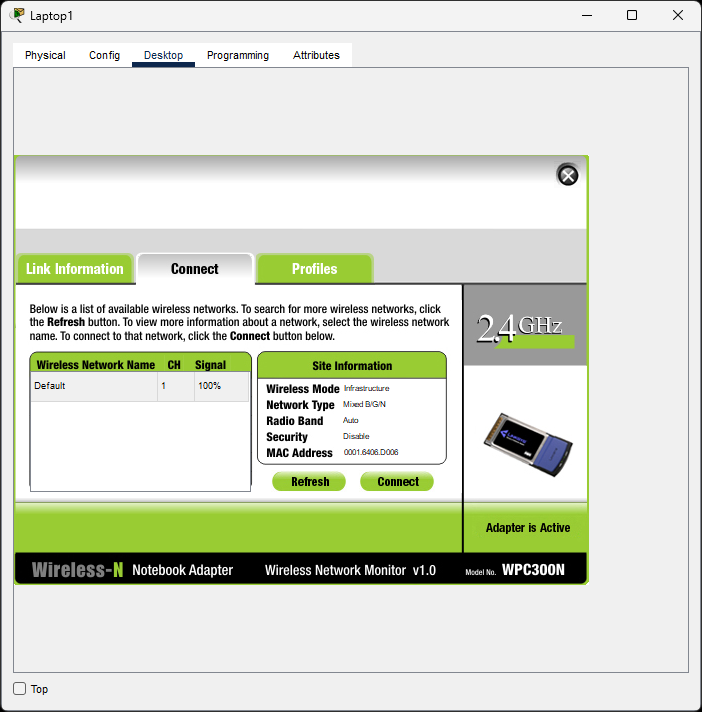 Laptop1
Physical Config Desktop Programming Attributes
Link Information Connect Profiles
Below is a list of available wireless networks. To search for more wireless networks, click
the Refresh button. To view more information about a network, select the wireless network
name. To connect to that network, click the Connect button below.
2.4GHz
Wireless Network Name CH Signal
Default 1 100%
Site Information
Wireless Mode Infrastructure
Network Type Mixed B/G/N
Radio Band Auto
Security Disable
MAC Address 0001.6406.D006
Refresh Connect
LINKSYS
Adapter is Active
Wireless-N Notebook Adapter Wireless Network Monitor v1.0 Model No. WPC300N
Top